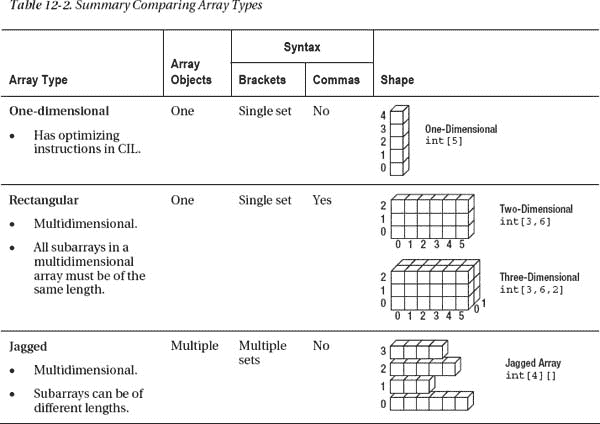 Table 12-2. Summary Comparing Array Types
Syntax
Array Type
Array Objects
Brackets
Commas
Shape
One-dimensional
• Has optimizing
instructions in CIL.
One
Single set
No
4
3
2
1
0
One-Dimensional
int[5]
Rectangular
• Multidimensional.
• All subarrays in a
multidimensional
array must be of the
same length.
One
Single set
Yes
2
1
0
0 1 2 3 4 5
Two-Dimensional
int[3,6]
2
1
0
0 1 2 3 4 5
0
1
Three-Dimensional
int[3,6,2]
Jagged
• Multidimensional.
• Subarrays can be of
different lengths.
Multiple
Multiple
sets
No
3
2
1
0
Jagged Array
int[4][]